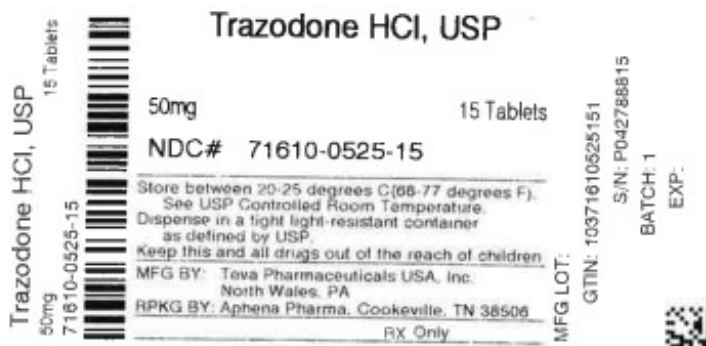 Trazodone HCl, USP
50mg 15 Tablets
NDC# 71610-0525-15
Store between 20-25 degrees C(68-77 degrees F).
See USP Controlled Room Temperature.
Dispense in a tight light-resistant container
as defined by USP.
Keep this and all drugs out of the reach of children
MFG BY: Teva Pharmaceuticals USA, Inc.
North Wales, PA
RPKG BY: Aphena Pharma, Cookeville, TN 38506
RX Only
Trazodone HCl, USP
50mg 15 Tablets
71610-0525-15
MFG LOT:
GTIN: 10371610525151
S/N: P042788815
BATCH: 1
EXP: